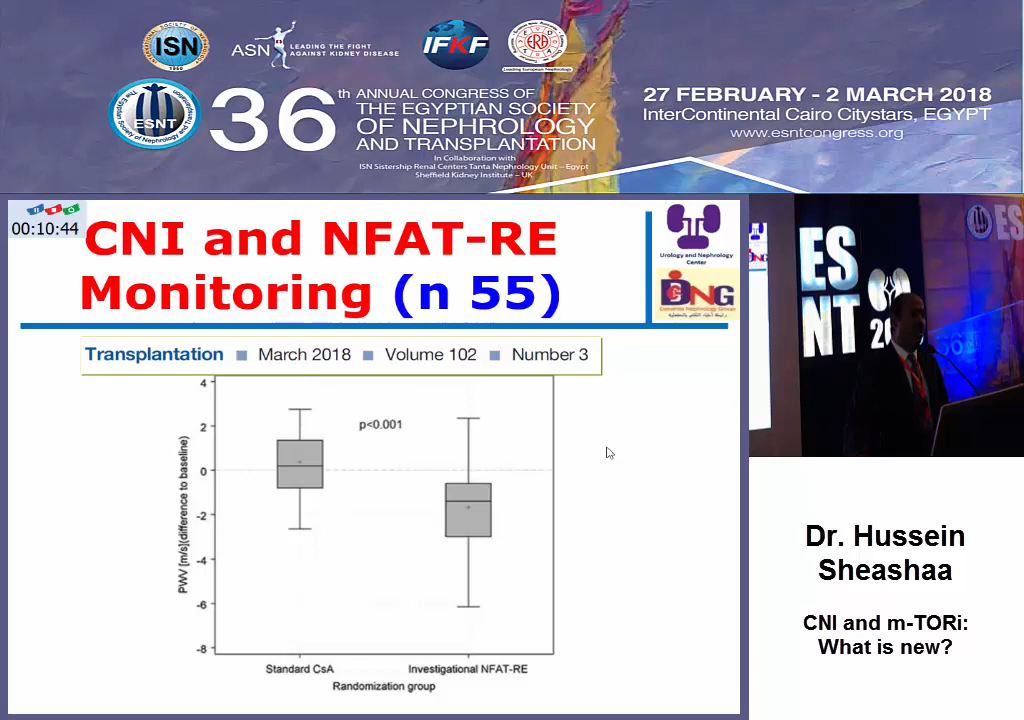 ISN
1960
ASN LEADING THE FIGHT
AGAINST KIDNEY DISEASE
IFKF
ERA
Leading European Nephrology
ESNT
36th ANNUAL CONGRESS OF
THE EGYPTIAN SOCIETY
OF NEPHROLOGY
AND TRANSPLANTATION
In Collaboration with
ISN Sistership Renal Centers Tanta Nephrology Unit – Egypt
Sheffield Kidney Institute – UK
27 FEBRUARY - 2 MARCH 2018
InterContinental Cairo Citystars, EGYPT
www.esntcongress.org
00:10:44
CNI and NFAT-RE
Monitoring (n 55)
Urology and Nephrology
Center
DNG
Transplantation ■ March 2018 ■ Volume 102 ■ Number 3
4
2
0
-2
-4
-6
-8
PWV [m/s](difference to baseline)
p<0.001
Standard CsA
Investigational NFAT-RE
Randomization group
ES
NT
20
ES
Dr. Hussein
Sheashaa
CNI and m-TORi:
What is new?